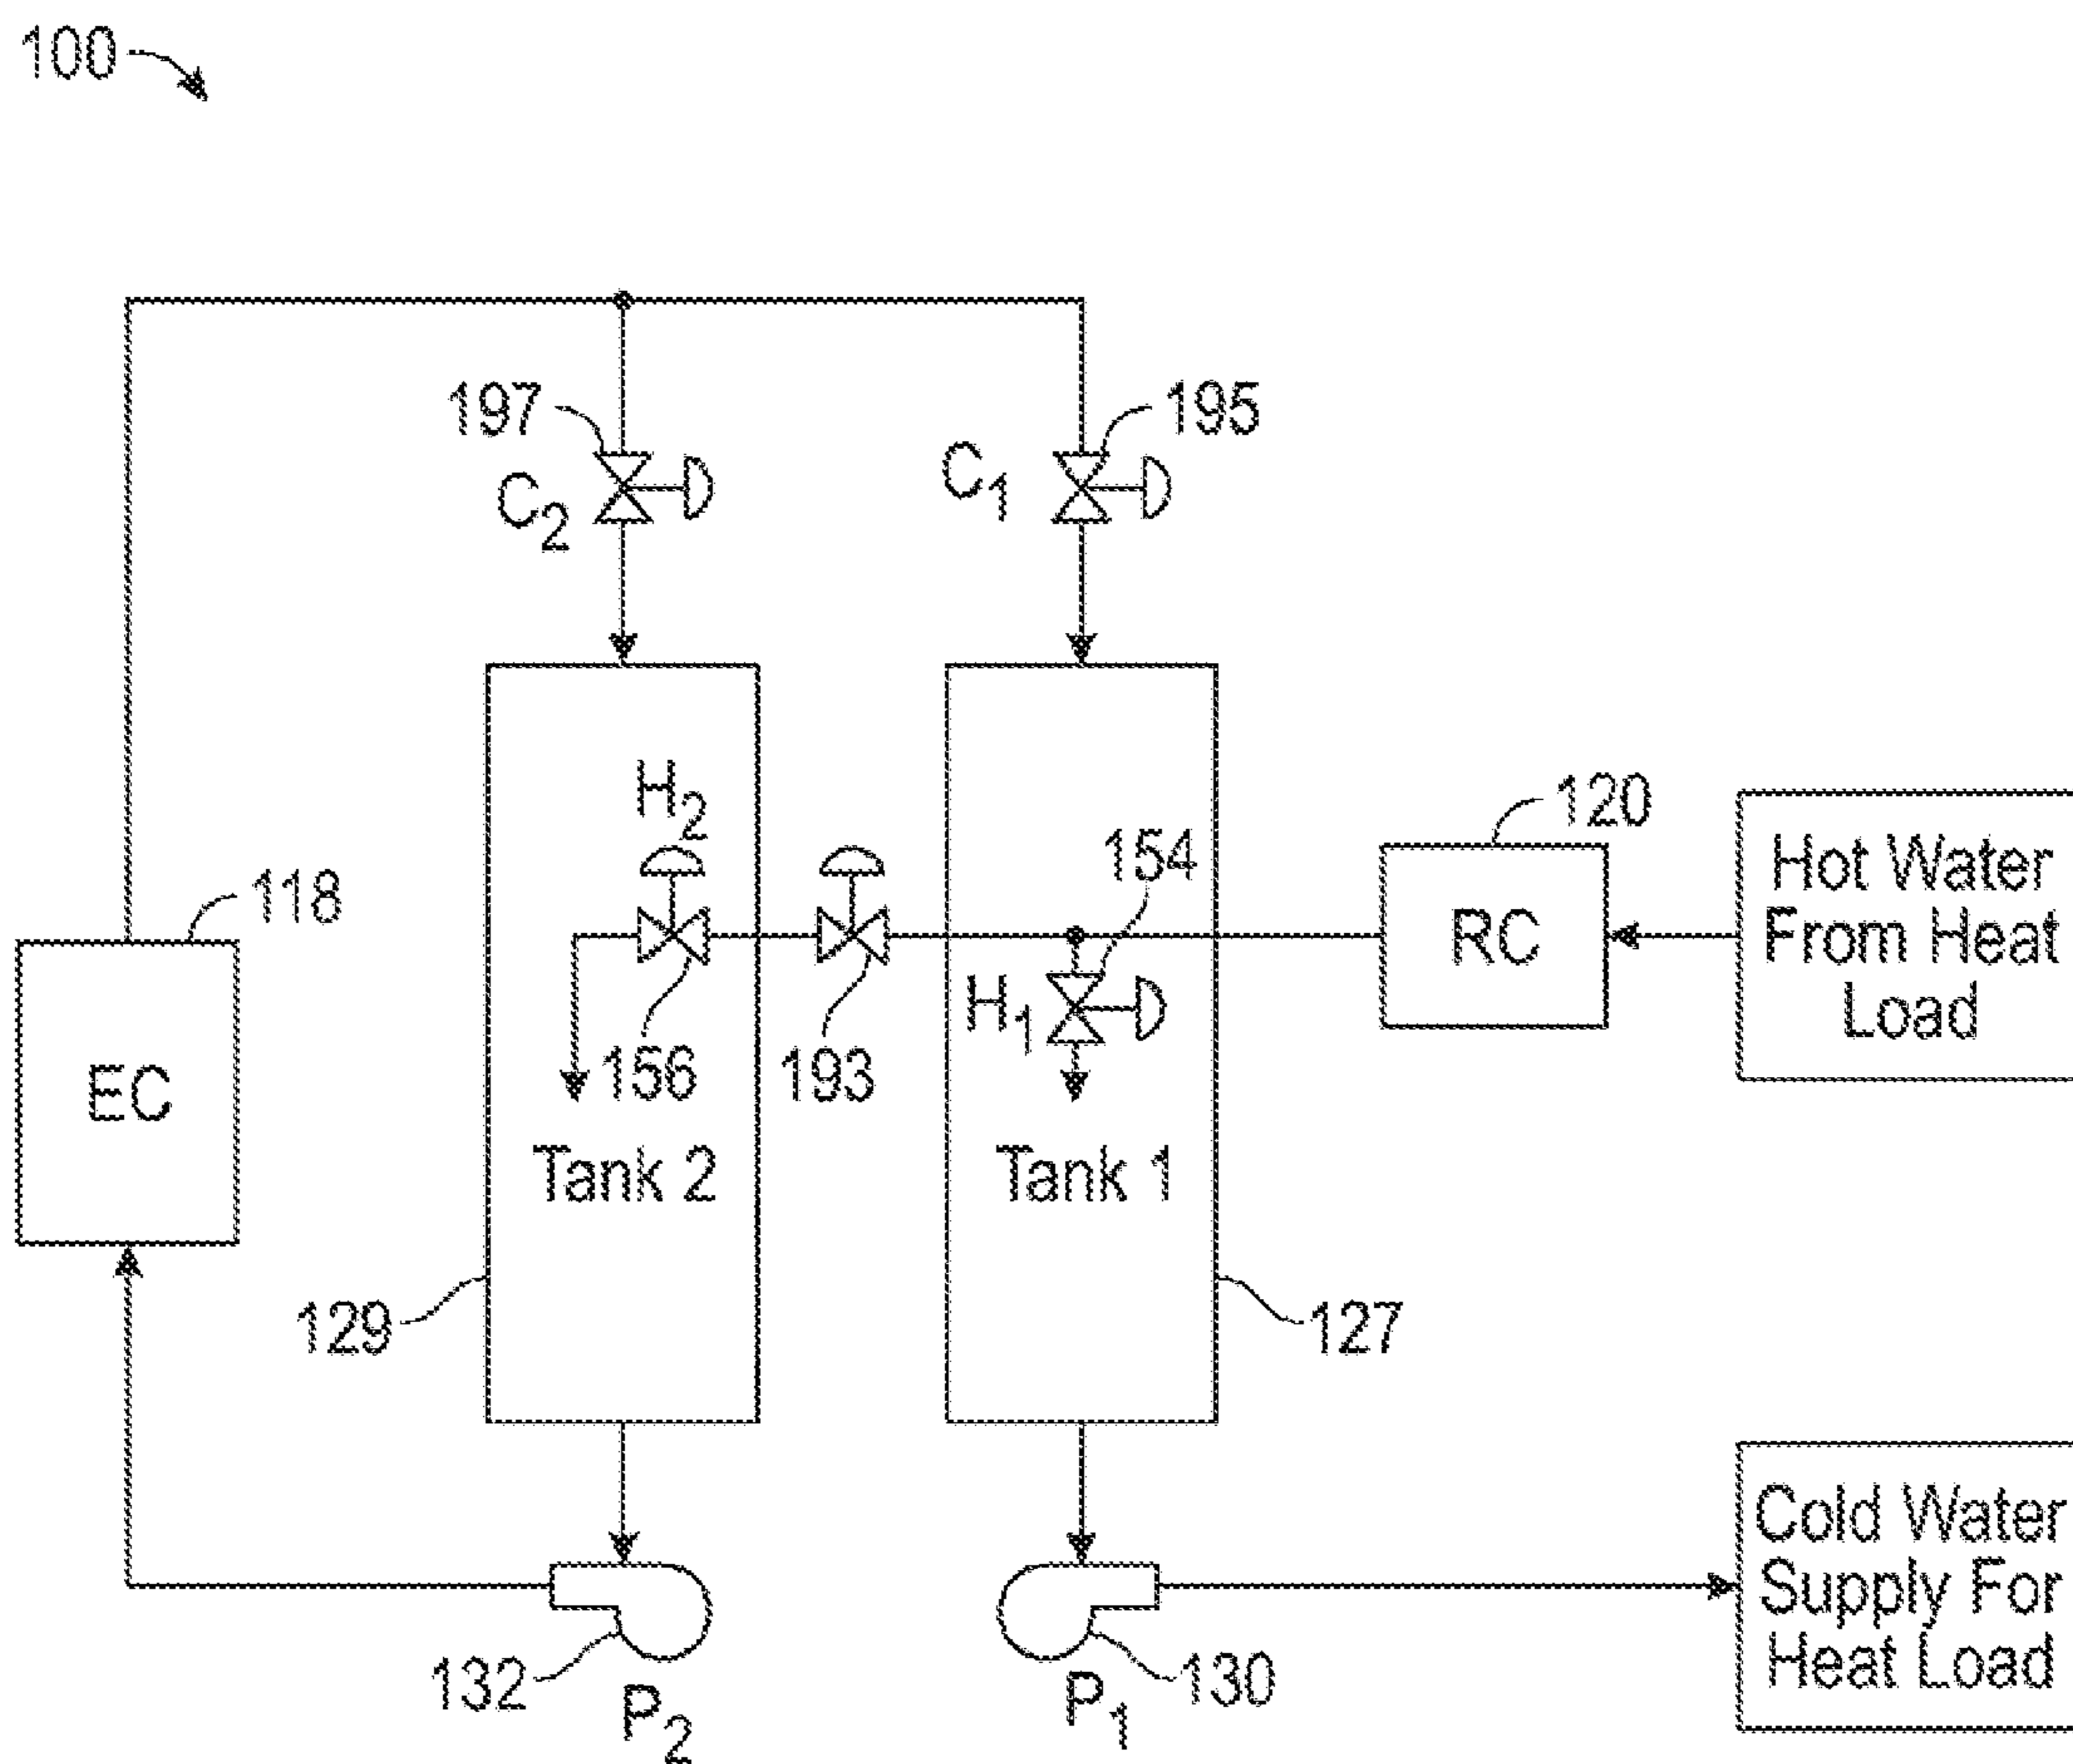 100
197
195
C2
C1
H2
154
120
Hot Water
From Heat
Load
118
RC
H1
EC
156
193
Tank 2
Tank 1
129
127
Cold Water
Supply For
Heat Load
132
130
P2
P1